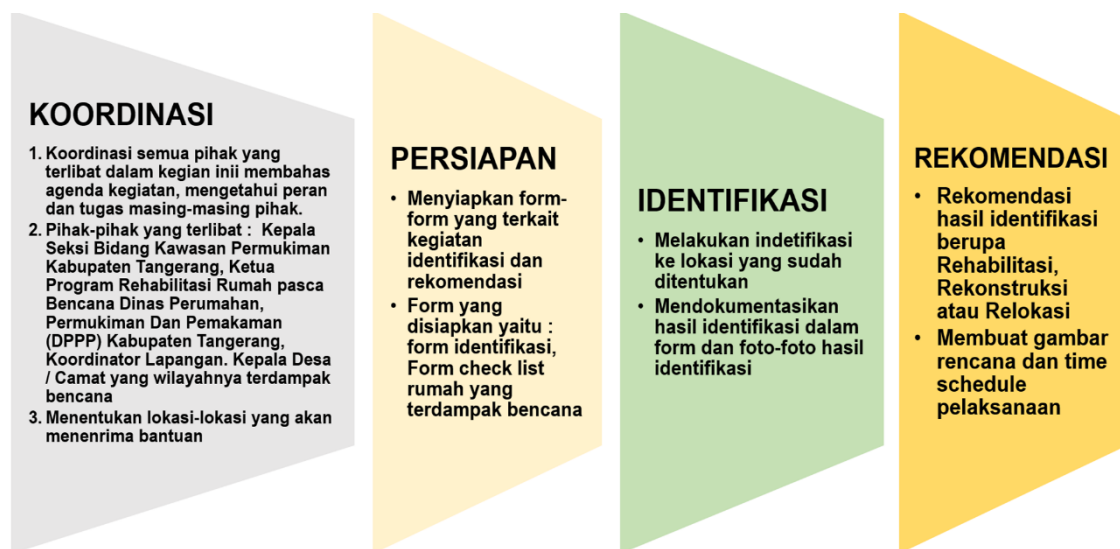 KOORDINASI
1. Koordinasi semua pihak yang
terlibat dalam kegian inii membahas
agenda kegiatan, mengetahui peran
dan tugas masing-masing pihak.
2. Pihak-pihak yang terlibat : Kepala
Seksi Bidang Kawasan Permukiman
Kabupaten Tangerang, Ketua
Program Rehabilitasi Rumah pasca
Bencana Dinas Perumahan,
Permukiman Dan Pemakaman
(DPPP) Kabupaten Tangerang,
Koordinator Lapangan. Kepala Desa
/ Camat yang wilayahnya terdampak
bencana
3. Menentukan lokasi-lokasi yang akan
menenrima bantuan
PERSIAPAN
• Menyiapkan form-
form yang terkait
kegiatan
identifikasi dan
rekomendasi
• Form yang
disiapkan yaitu :
form identifikasi,
Form check list
rumah yang
terdampak bencana
IDENTIFIKASI
• Melakukan indetifikasi
ke lokasi yang sudah
ditentukan
• Mendokumentasikan
hasil identifikasi dalam
form dan foto-foto hasil
identifikasi
REKOMENDASI
• Rekomendasi
hasil identifikasi
berupa
Rehabilitasi,
Rekonstruksi
atau Relokasi
• Membuat gambar
rencana dan time
schedule
pelaksanaan